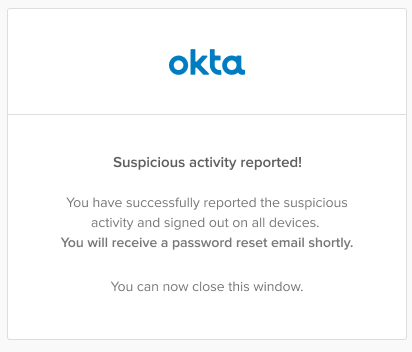 okta
Suspicious activity reported!
You have successfully reported the suspicious
activity and signed out on all devices.
You will receive a password reset email shortly.
You can now close this window.